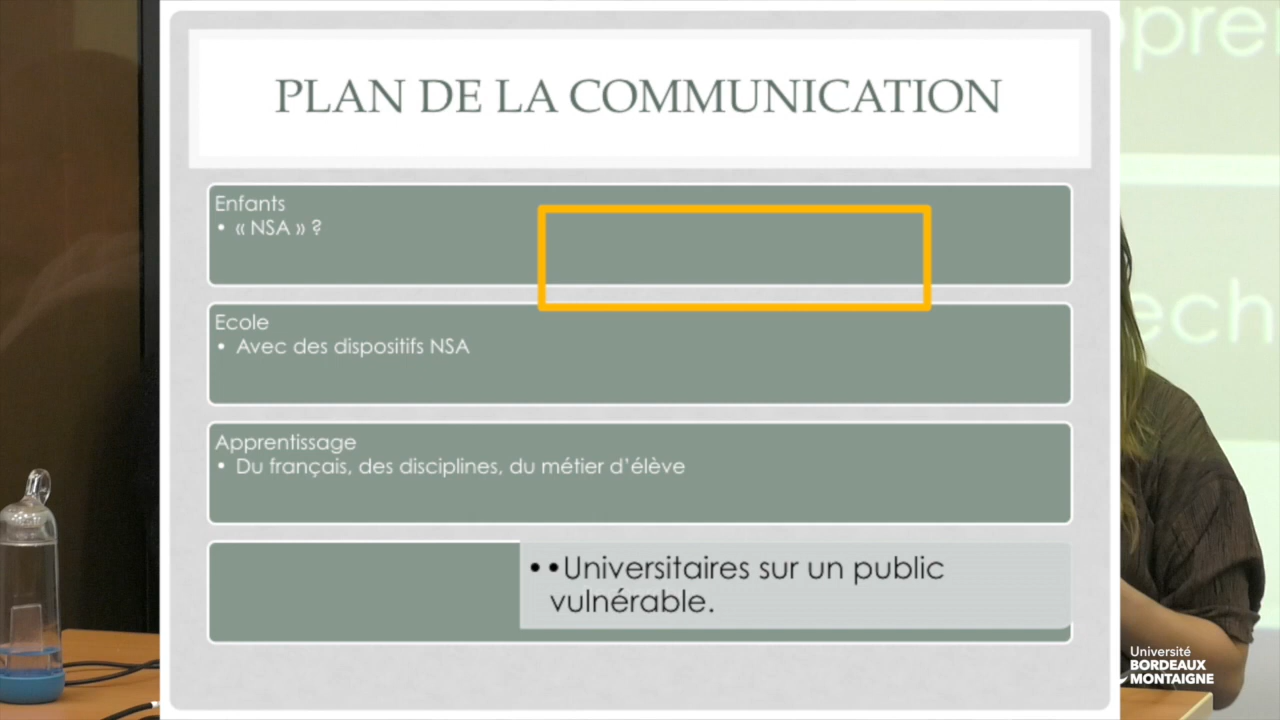 PLAN DE LA COMMUNICATION
Enfants
• « NSA » ?
Ecole
• Avec des dispositifs NSA
Apprentissage
• Du français, des disciplines, du métier d'élève
••Universitaires sur un public
vulnérable.
Université
BORDEAUX
MONTAIGNE